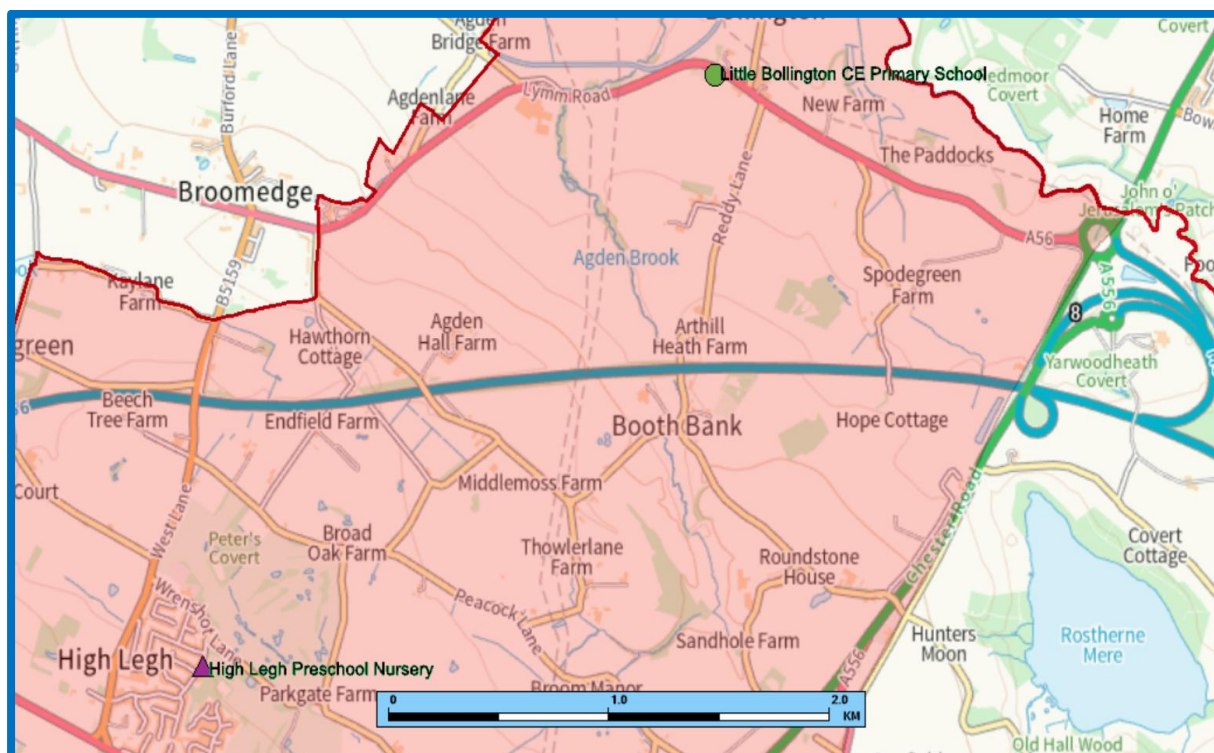 Agden
Bridge Farm
Bollington
Little Bollington CE Primary School
Covert
Covert
Burford Lane
Agdenlane
Farm
Lymm Road
New Farm
Home
Farm
The Paddocks
Broomedge
Reddy Lane
John o'
Jerusalem's Patch
A56
A556
Agden Brook
Spodegreen
Farm
B5159
Raylane
Farm
8
Hawthorn
Cottage
Agden
Hall Farm
Arthill
Heath Farm
Yarwoodheath
Covert
green
Beech
Tree Farm
Endfield Farm
Booth Bank
Hope Cottage
Court
Middlemoss Farm
West Lane
Peter's
Covert
Broad
Oak Farm
Thowlerlane
Farm
Roundstone
House
Chester Road
Covert
Cottage
Wrenshot Lane
Peacock Lane
Sandhole Farm
Hunters
Moon
Rostherne
Mere
High Legh
High Legh Preschool Nursery
Parkgate Farm
Broom Manor
A556
0 1.0 2.0
KM
Old Hall Wood